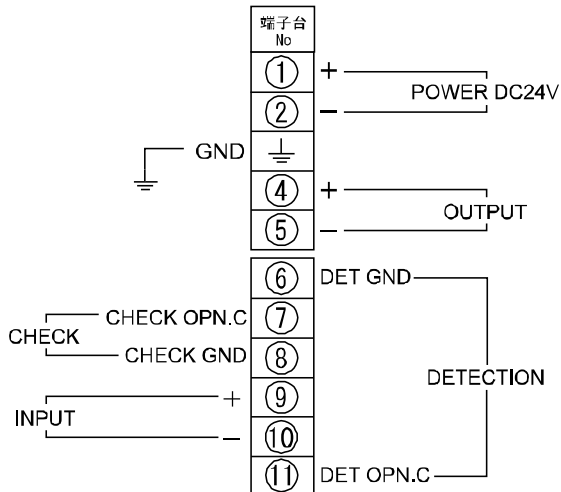 端子台
No
① +
POWER DC24V
② −
GND ⏚
④ +
OUTPUT
⑤ −
⑥ DET GND
CHECK OPN.C ⑦
CHECK
CHECK GND ⑧
DETECTION
+ ⑨
INPUT
− ⑩
⑪ DET OPN.C